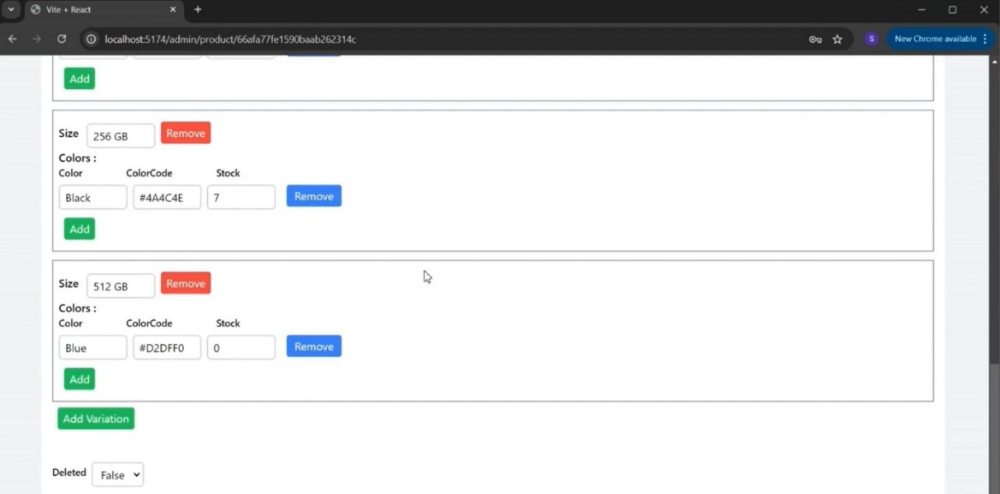 Vite + React
localhost:5174/admin/product/66afa77fe1590baab262314c
S
New Chrome available
Add
Size 256 GB Remove
Colors :
Color ColorCode Stock
Black #4A4C4E 7 Remove
Add
Size 512 GB Remove
Colors :
Color ColorCode Stock
Blue #D2DFF0 0 Remove
Add
Add Variation
Deleted False